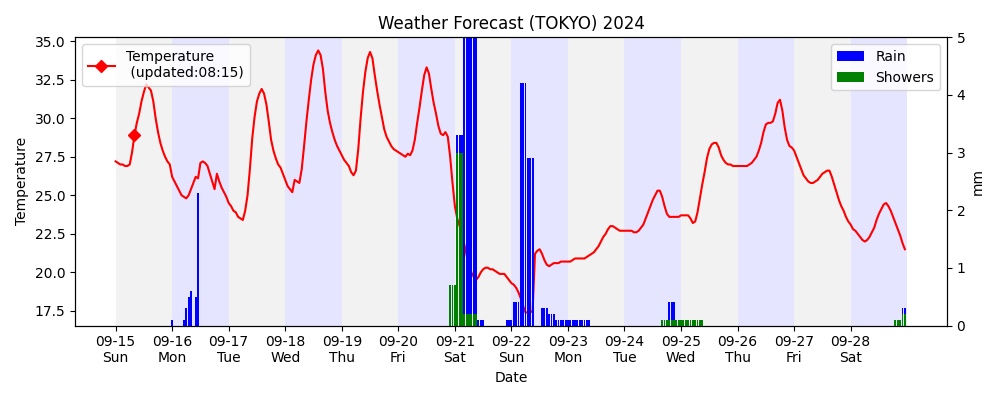 Weather Forecast (TOKYO) 2024
Temperature
(updated:08:15)
Rain
Showers
35.0
32.5
30.0
27.5
25.0
22.5
20.0
17.5
Temperature
5
4
3
2
1
0
mm
09-15 09-16 09-17 09-18 09-19 09-20 09-21 09-22 09-23 09-24 09-25 09-26 09-27 09-28
Sun Mon Tue Wed Thu Fri Sat Sun Mon Tue Wed Thu Fri Sat
Date